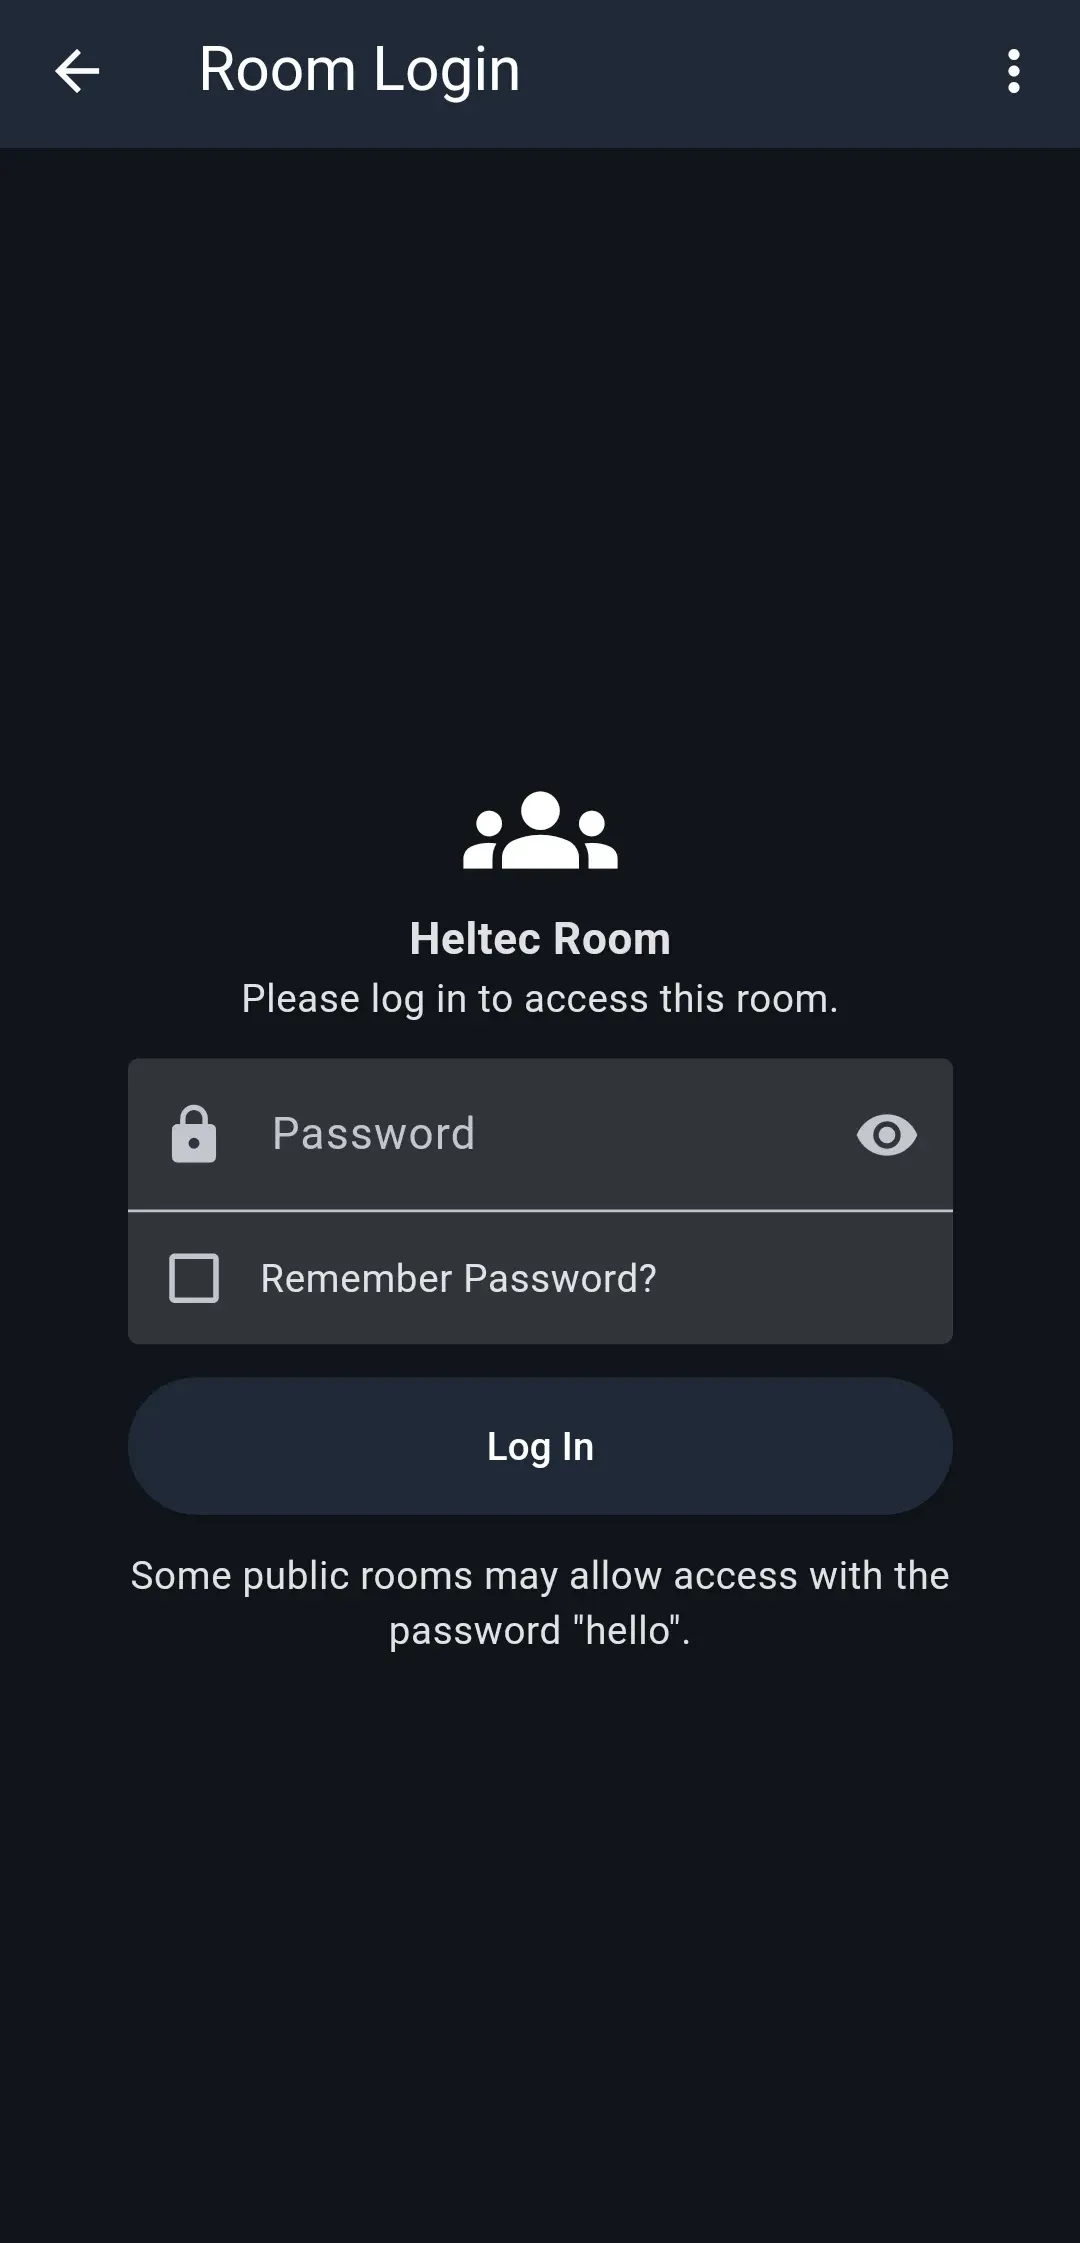 Room Login
Heltec Room
Please log in to access this room.
Password
Remember Password?
Log In
Some public rooms may allow access with the
password "hello".